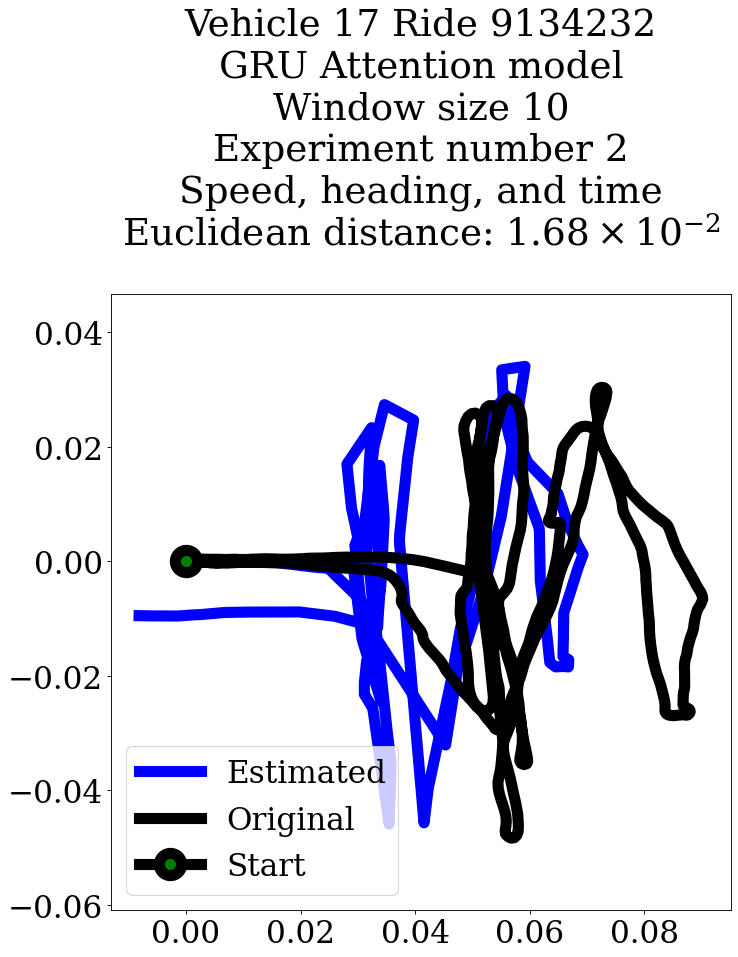 Vehicle 17 Ride 9134232
GRU Attention model
Window size 10
Experiment number 2
Speed, heading, and time
Euclidean distance: 1.68 × 10⁻²
0.04
0.02
0.00
−0.02
−0.04
−0.06
Estimated
Original
Start
0.00 0.02 0.04 0.06 0.08